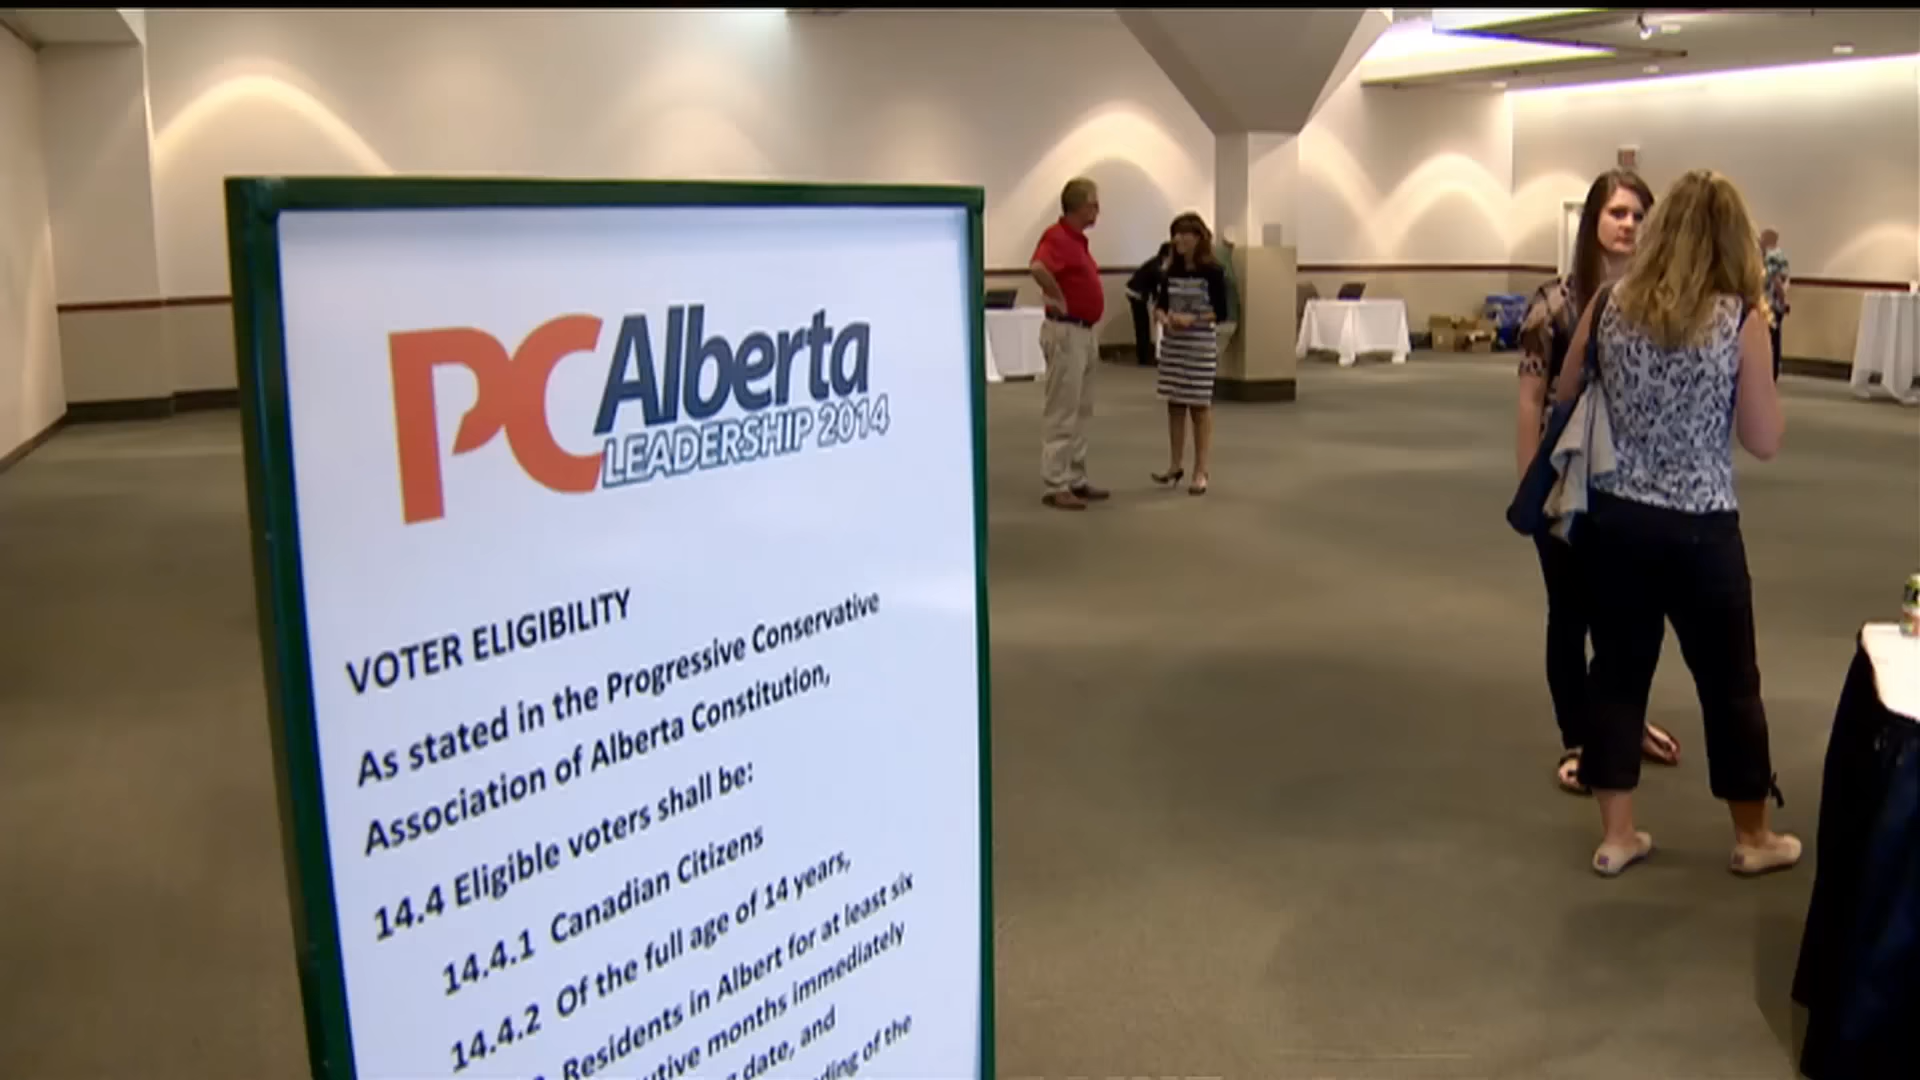 PC Alberta
LEADERSHIP 2014
VOTER ELIGIBILITY
As stated in the Progressive Conservative
Association of Alberta Constitution,
14.4 Eligible voters shall be:
14.4.1 Canadian Citizens
14.4.2 Of the full age of 14 years,
Residents in Albert for at least six
months immediately
date, and
of the